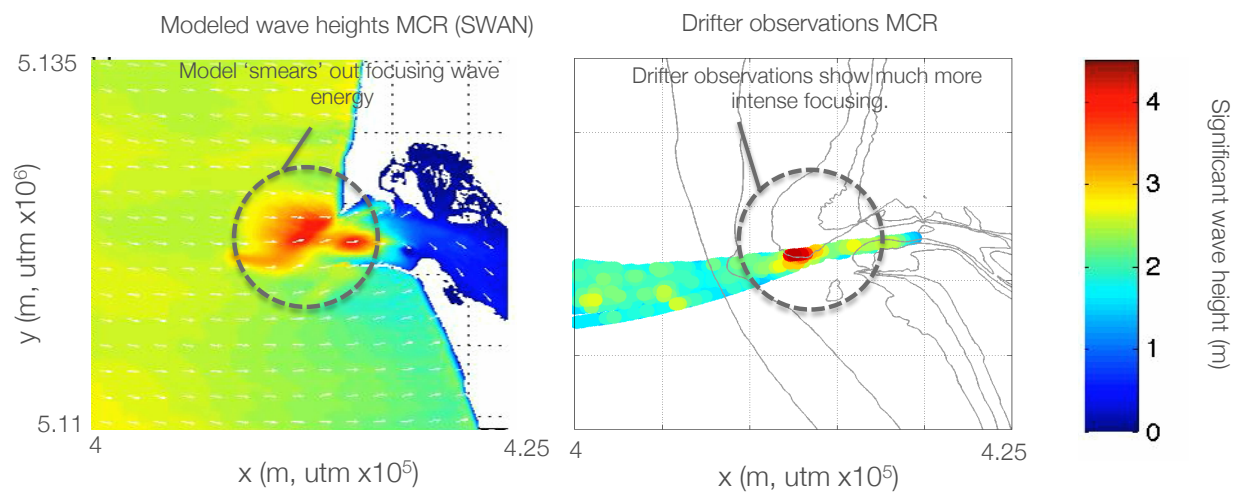 Modeled wave heights MCR (SWAN)
Model ‘smears’ out focusing wave
energy
5.135
5.11
y (m, utm x10⁶)
4
4.25
x (m, utm x10⁵)
Drifter observations MCR
Drifter observations show much more
intense focusing.
4
4.25
x (m, utm x10⁵)
4
3
2
1
0
Significant wave height (m)